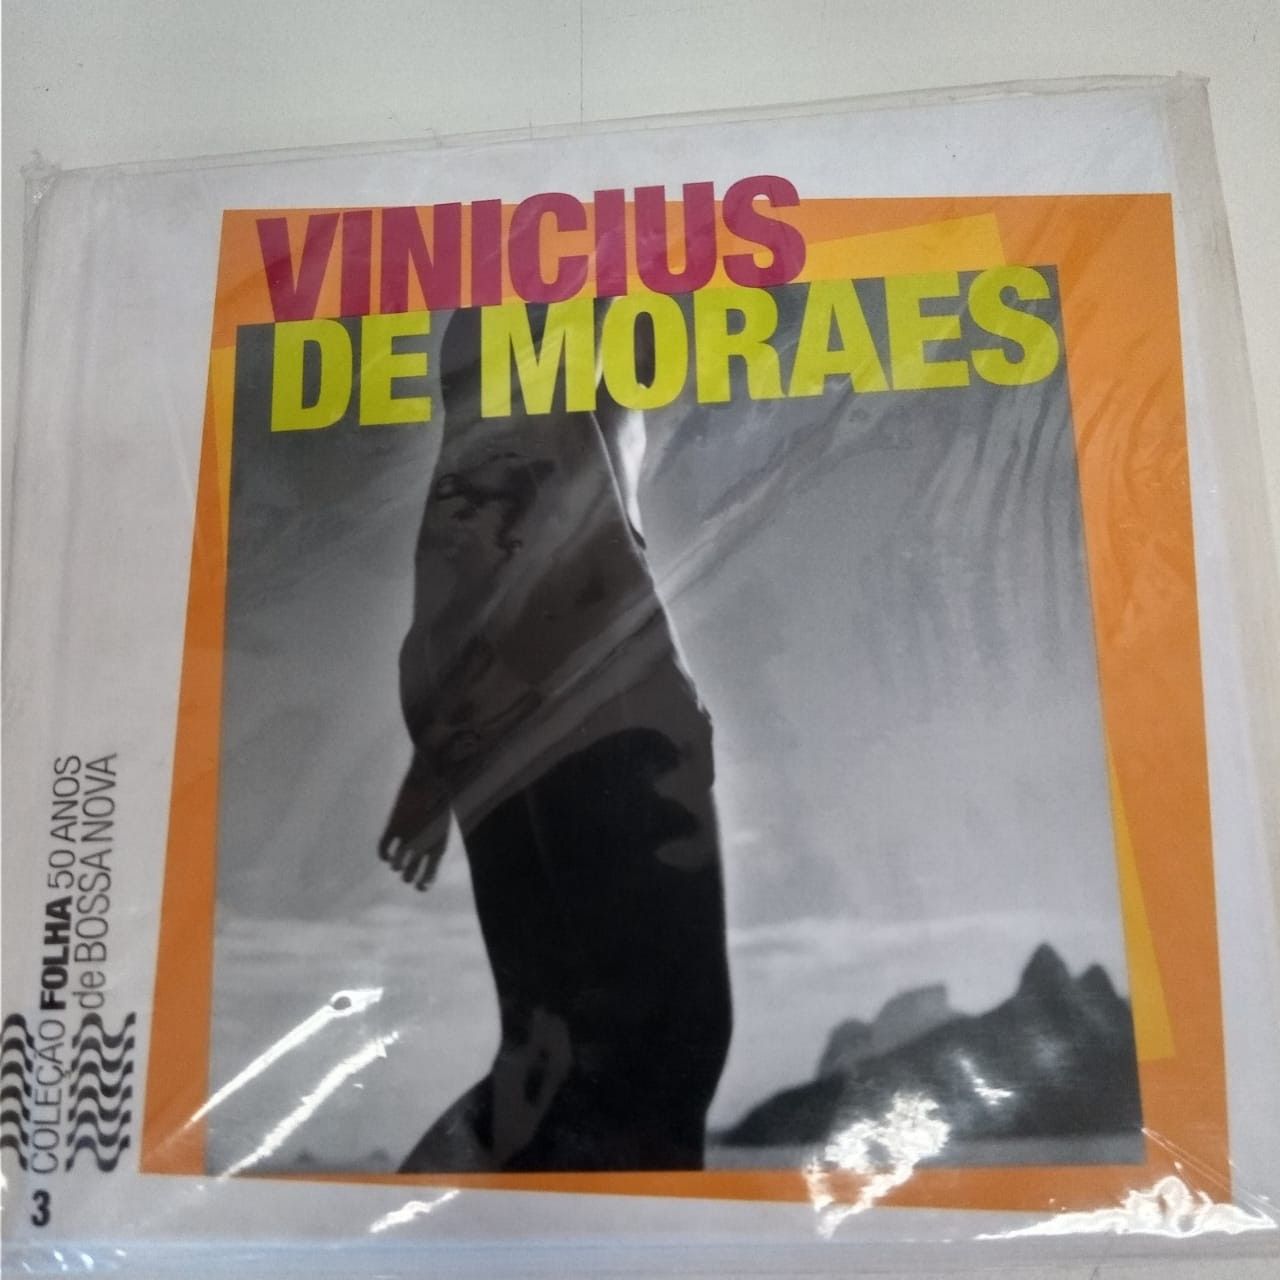 VINICIUS
DE MORAES
COLEÇÃO FOLHA 50 ANOS
de BOSSA NOVA
3